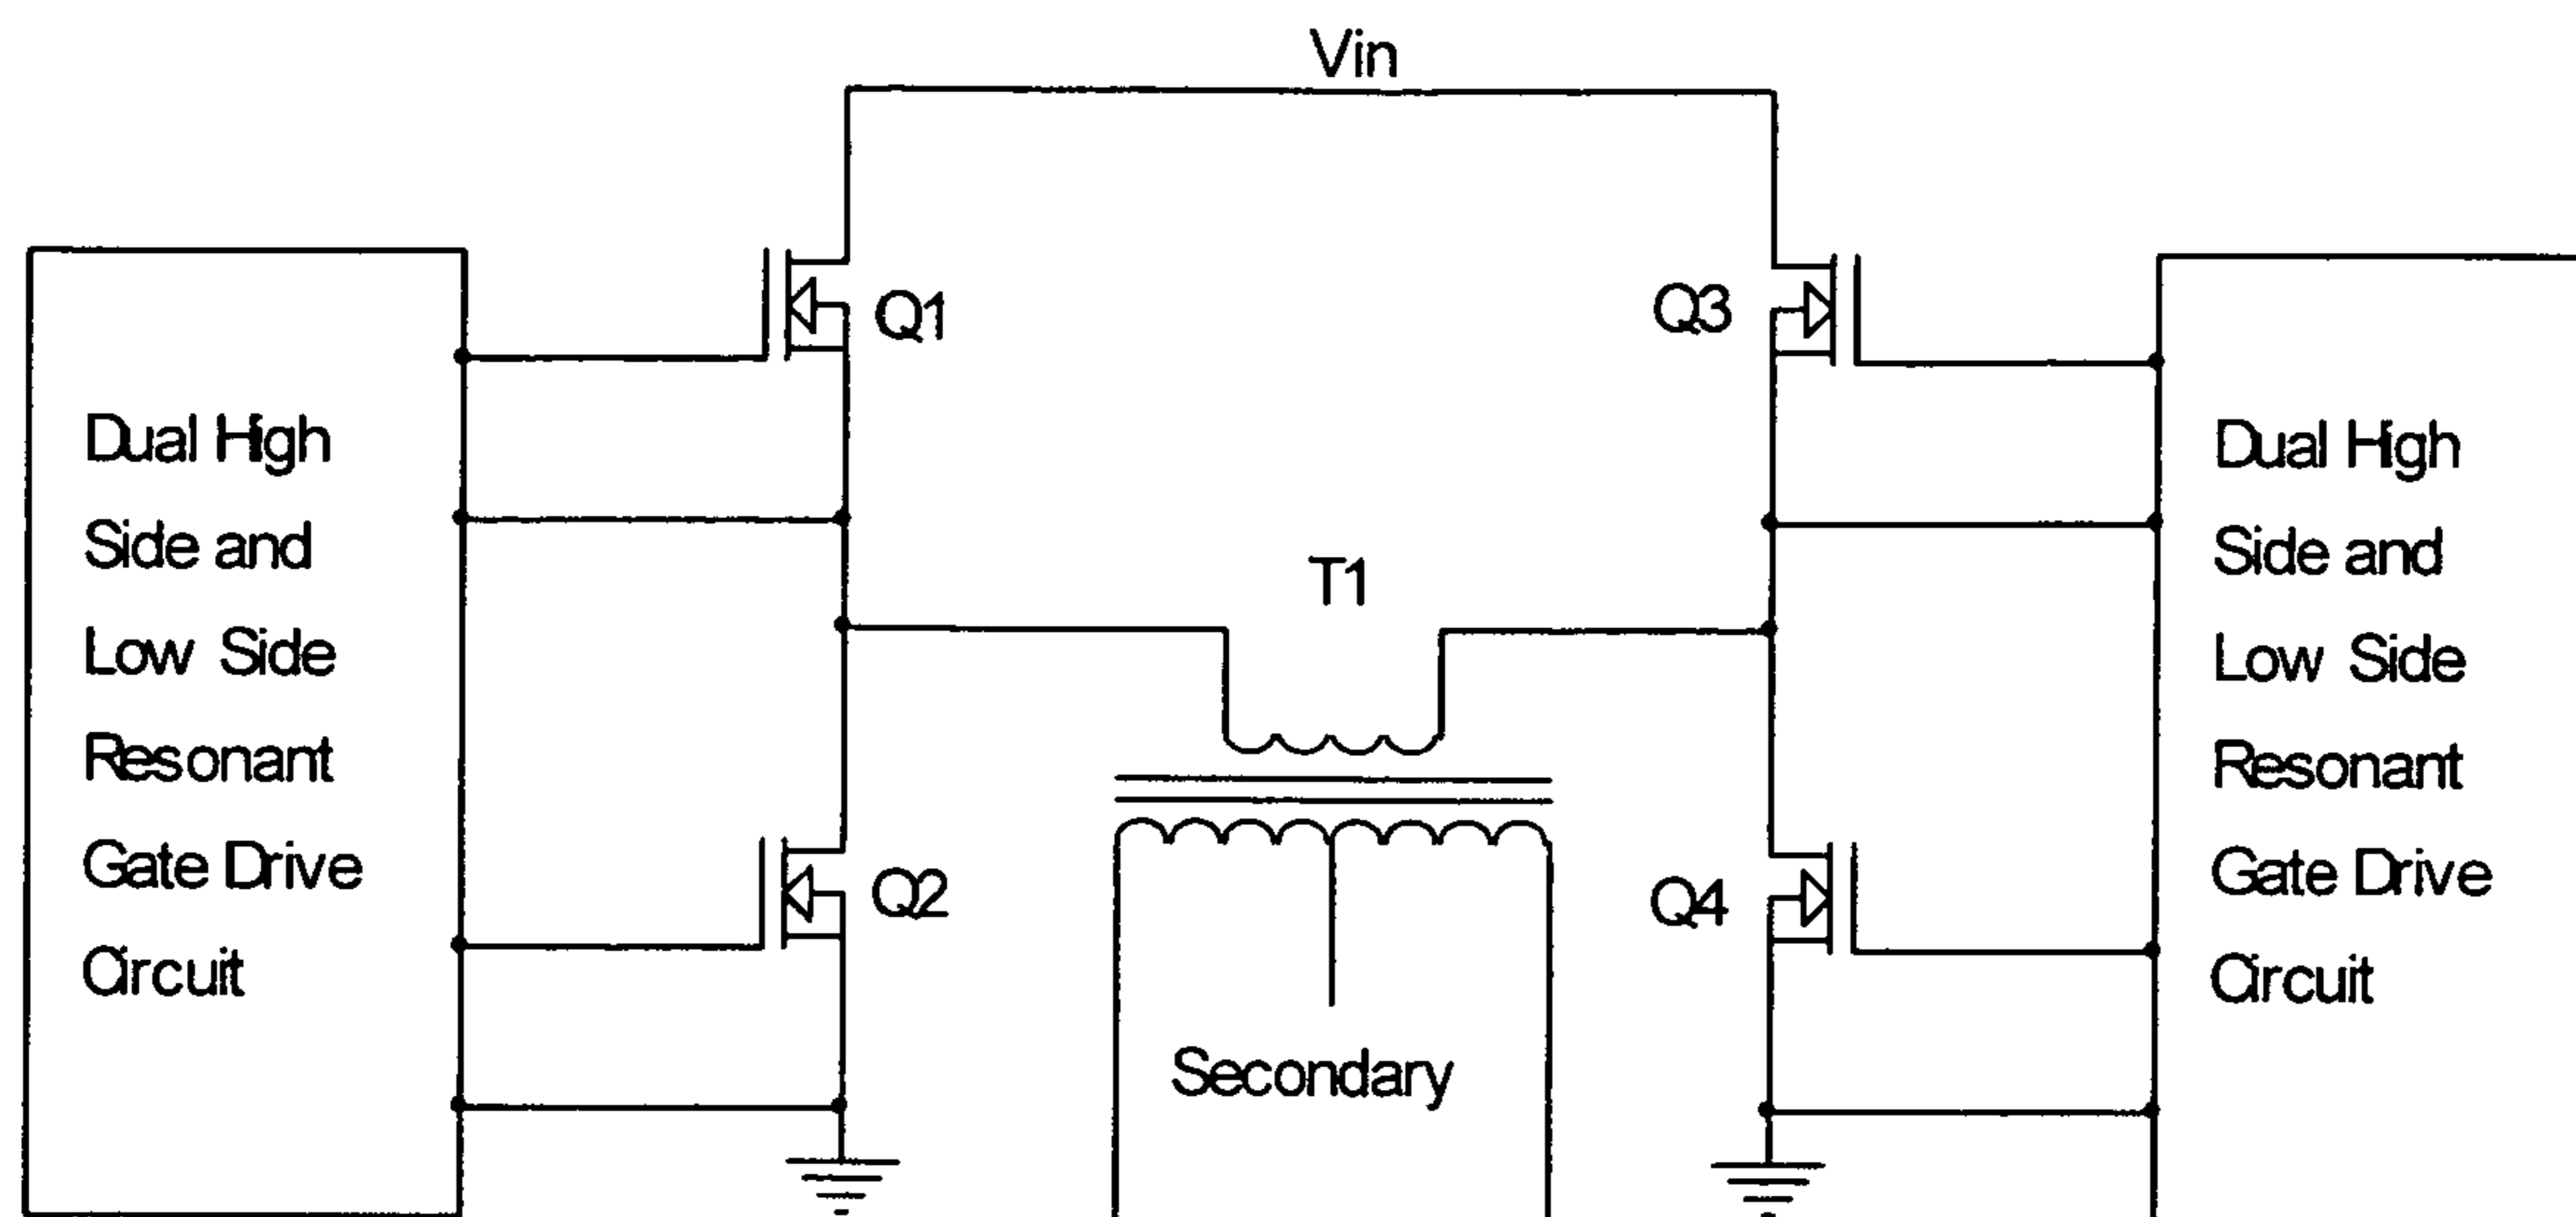 Vin
Q1
Q3
Dual High
Side and
Low Side
Resonant
Gate Drive
Circuit
T1
Dual High
Side and
Low Side
Resonant
Gate Drive
Circuit
Q2
Q4
Secondary